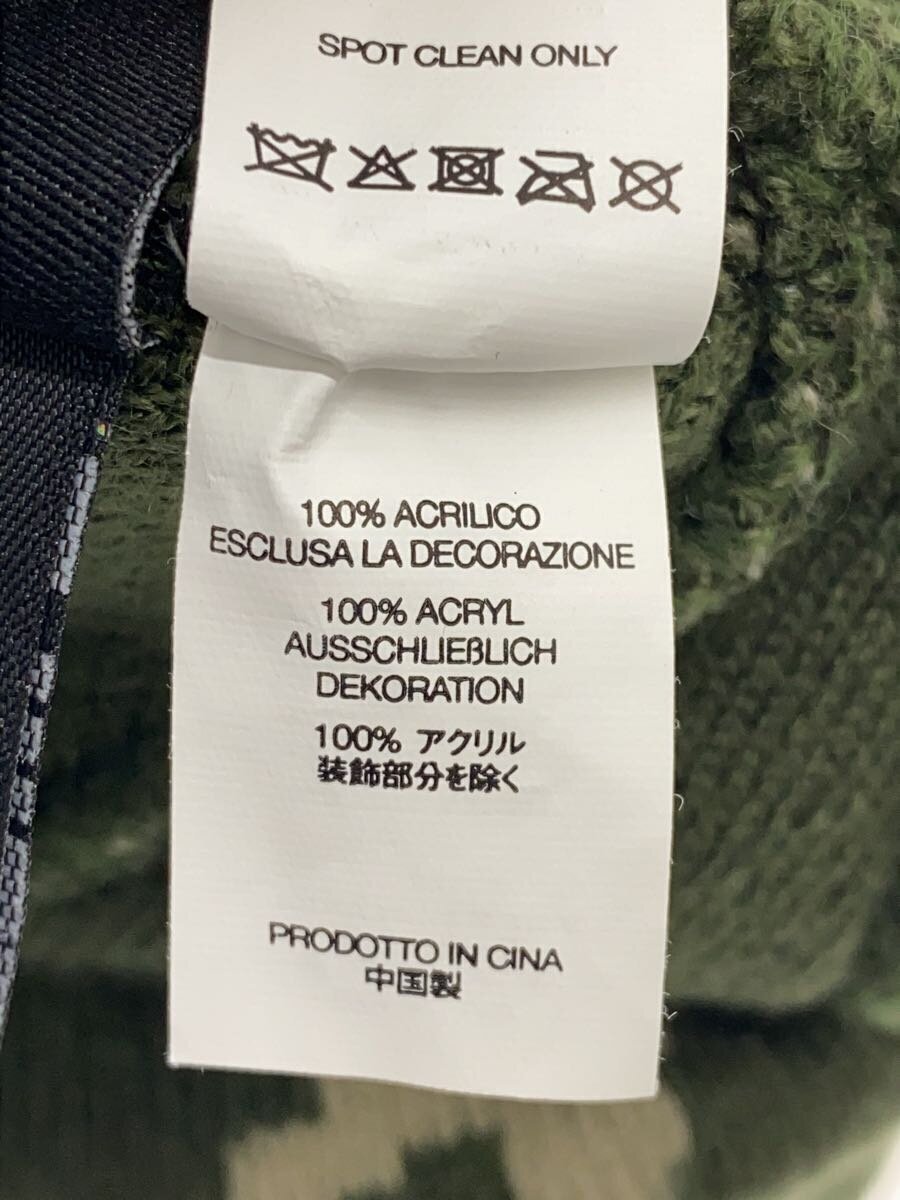 SPOT CLEAN ONLY
100% ACRILICO
ESCLUSA LA DECORAZIONE
100% ACRYL
AUSSCHLIEßLICH
DEKORATION
100% アクリル
装飾部分を除く
PRODOTTO IN CINA
中国製